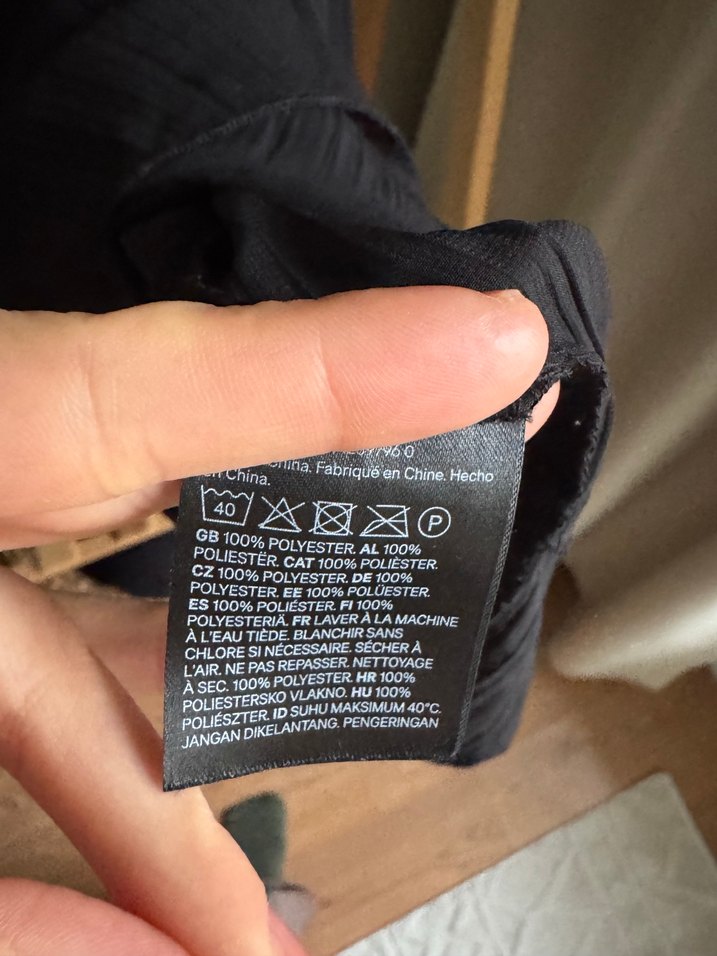 China. Fabriqué en Chine. Hecho
en China.
40 P
GB 100% POLYESTER. AL 100%
POLIESTËR. CAT 100% POLIÈSTER.
CZ 100% POLYESTER. DE 100%
POLYESTER. EE 100% POLÜESTER.
ES 100% POLIÉSTER. FI 100%
POLYESTERIÄ. FR LAVER À LA MACHINE
À L'EAU TIÈDE. BLANCHIR SANS
CHLORE SI NÉCESSAIRE. SÉCHER À
L'AIR. NE PAS REPASSER. NETTOYAGE
À SEC. 100% POLYESTER. HR 100%
POLIESTERSKO VLAKNO. HU 100%
POLIÉSZTER. ID SUHU MAKSIMUM 40°C.
JANGAN DIKELANTANG. PENGERINGAN